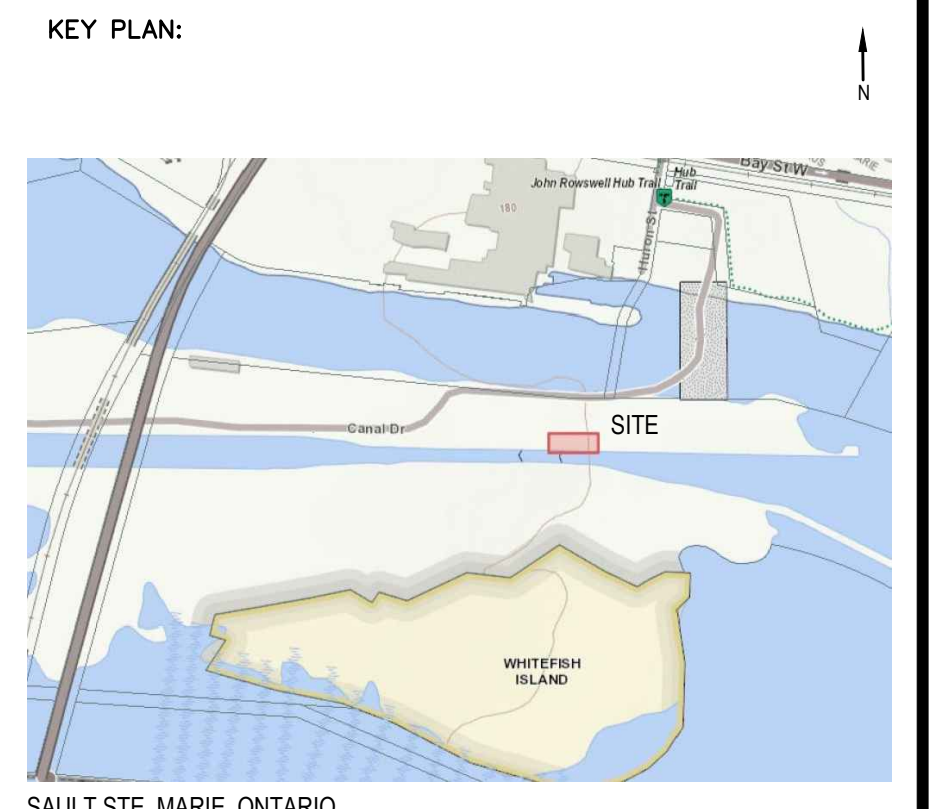 KEY PLAN:
N
Bay St W
John Rowswell Hub Trail
Hub
Trail
180
Huron St
Canal Dr
SITE
WHITEFISH
ISLAND
SAULT STE. MARIE, ONTARIO